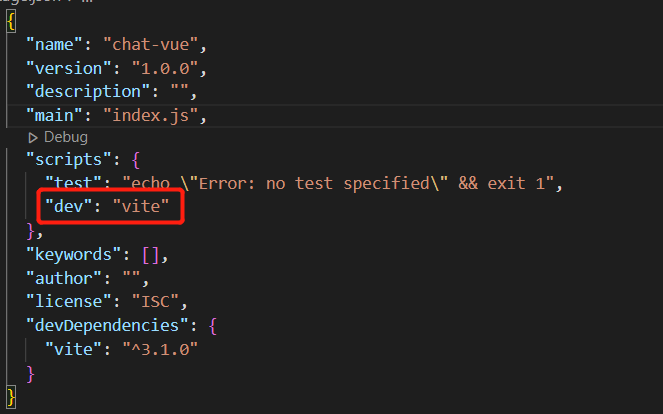 {
"name": "chat-vue",
"version": "1.0.0",
"description": "",
"main": "index.js",
Debug
"scripts": {
"test": "echo \"Error: no test specified\" && exit 1",
"dev": "vite"
},
"keywords": [],
"author": "",
"license": "ISC",
"devDependencies": {
"vite": "^3.1.0"
}
}